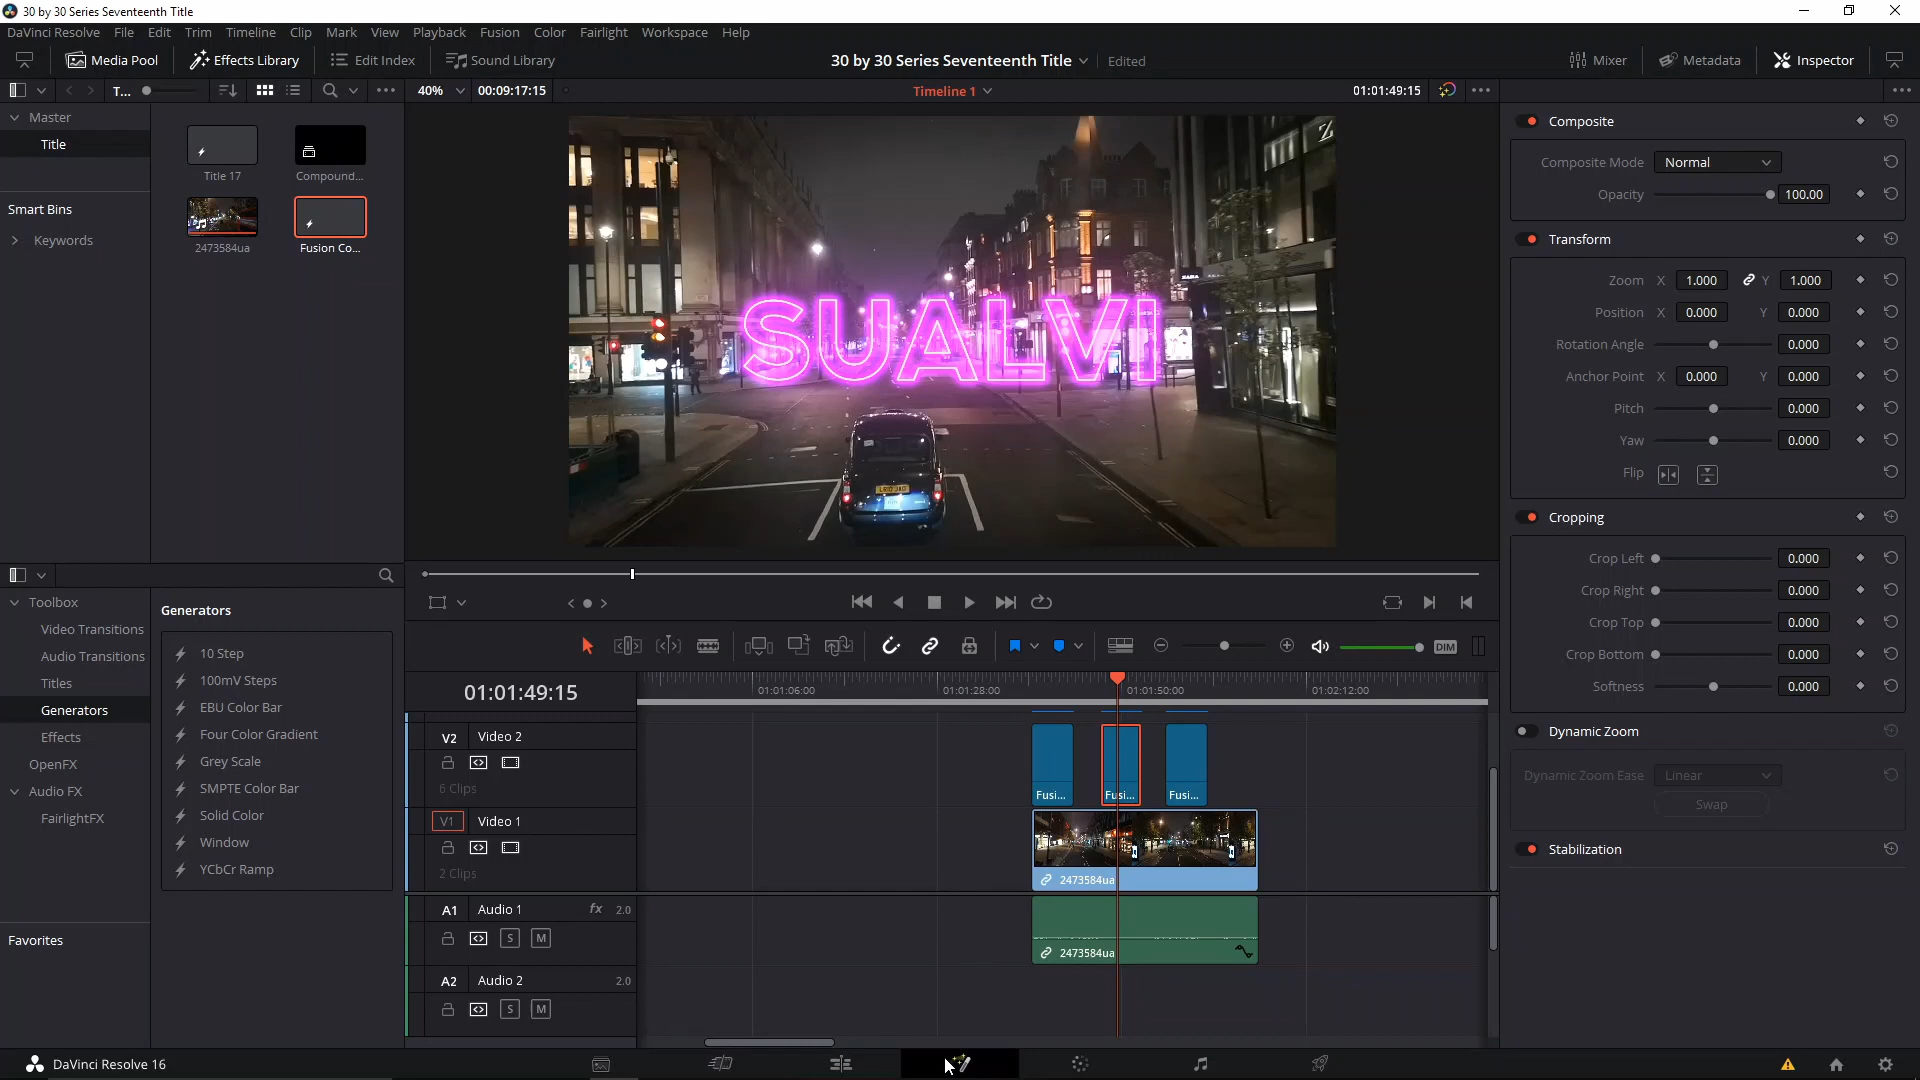 30 by 30 Series Seventeenth Title
DaVinci Resolve File Edit Trim Timeline Clip Mark View Playback Fusion Color Fairlight Workspace Help
Media Pool Effects Library Edit Index Sound Library 30 by 30 Series Seventeenth Title Edited Mixer Metadata Inspector
T... 40% 00:09:17:15 Timeline 1 01:01:49:15
Master
Title
Title 17 Compound...
Smart Bins
Keywords
2473584ua Fusion Co...
Z
SUALVI
ZARA
LR10 JAO
Composite
Composite Mode Normal
Opacity 100.00
Transform
Zoom X 1.000 Y 1.000
Position X 0.000 Y 0.000
Rotation Angle 0.000
Anchor Point X 0.000 Y 0.000
Pitch 0.000
Yaw 0.000
Flip
Cropping
Crop Left 0.000
Crop Right 0.000
Crop Top 0.000
Crop Bottom 0.000
Softness 0.000
Dynamic Zoom
Dynamic Zoom Ease Linear
Swap
Stabilization
Toolbox
Video Transitions
Audio Transitions
Titles
Generators
Effects
OpenFX
Audio FX
FairlightFX
Favorites
Generators
10 Step
100mV Steps
EBU Color Bar
Four Color Gradient
Grey Scale
SMPTE Color Bar
Solid Color
Window
YCbCr Ramp
DIM
01:01:49:15 01:01:06:00 01:01:28:00 01:01:50:00 01:02:12:00
V2 Video 2
6 Clips
Fusi... Fusi... Fusi...
V1 Video 1
2 Clips
2473584ua
A1 Audio 1 fx 2.0
S M
2473584ua
A2 Audio 2 2.0
S M
DaVinci Resolve 16